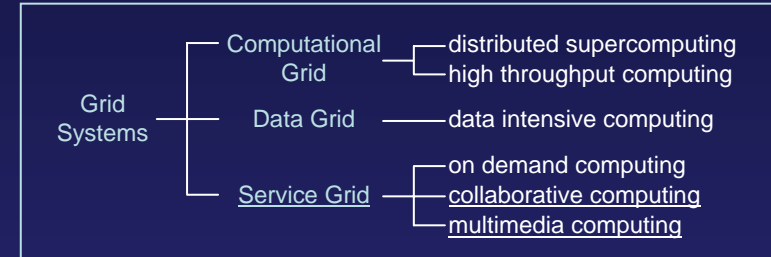 Grid
Systems
Computational
Grid
distributed supercomputing
high throughput computing
Data Grid
data intensive computing
Service Grid
on demand computing
collaborative computing
multimedia computing